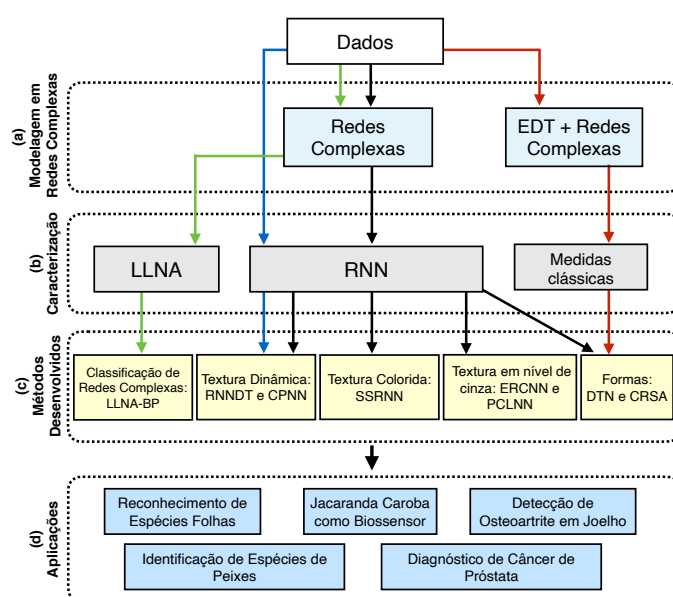 Dados
(a)
Modelagem em
Redes Complexas
Redes
Complexas
EDT + Redes
Complexas
(b)
Caracterização
LLNA
RNN
Medidas
clássicas
(c)
Métodos
Desenvolvidos
Classificação de
Redes Complexas:
LLNA-BP
Textura Dinâmica:
RNNDT e CPNN
Textura Colorida:
SSRNN
Textura em nível de
cinza: ERCNN e
PCLNN
Formas:
DTN e CRSA
(d)
Aplicações
Reconhecimento de
Espécies Folhas
Jacaranda Caroba
como Biossensor
Detecção de
Osteoartrite em Joelho
Identificação de Espécies de
Peixes
Diagnóstico de Câncer de
Próstata